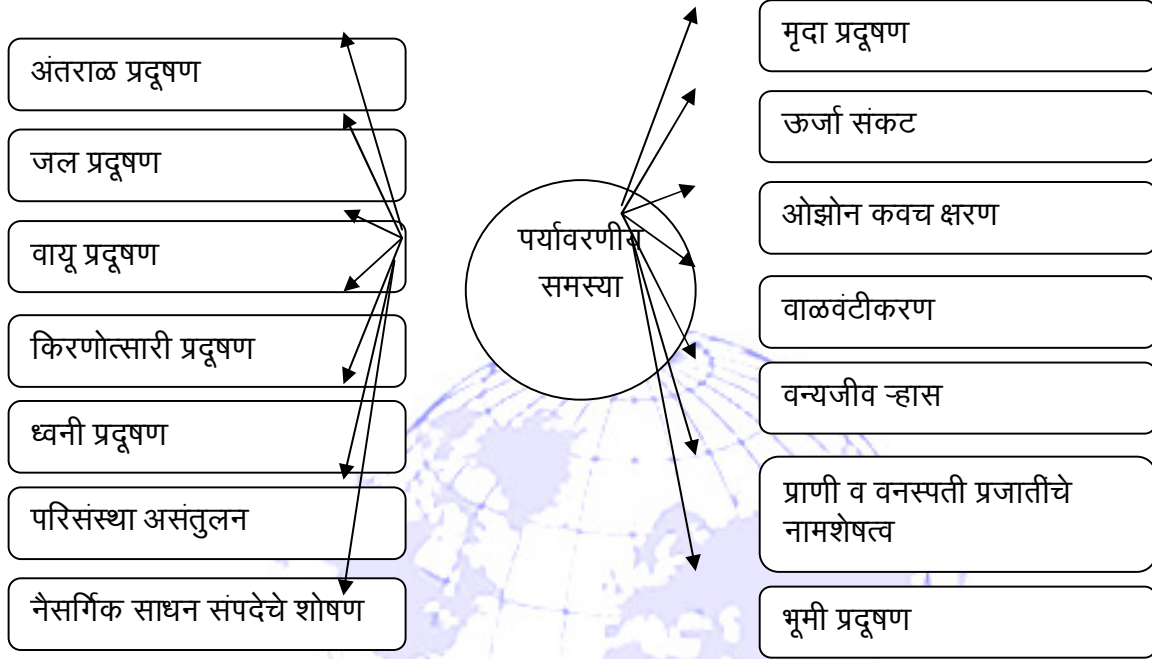 अंतराळ प्रदूषण
जल प्रदूषण
वायू प्रदूषण
किरणोत्सारी प्रदूषण
ध्वनी प्रदूषण
परिसंस्था असंतुलन
नैसर्गिक साधन संपदेचे शोषण
पर्यावरणीय
समस्या
मृदा प्रदूषण
ऊर्जा संकट
ओझोन कवच क्षरण
वाळवंटीकरण
वन्यजीव ऱ्हास
प्राणी व वनस्पती प्रजातींचे
नामशेषत्व
भूमी प्रदूषण